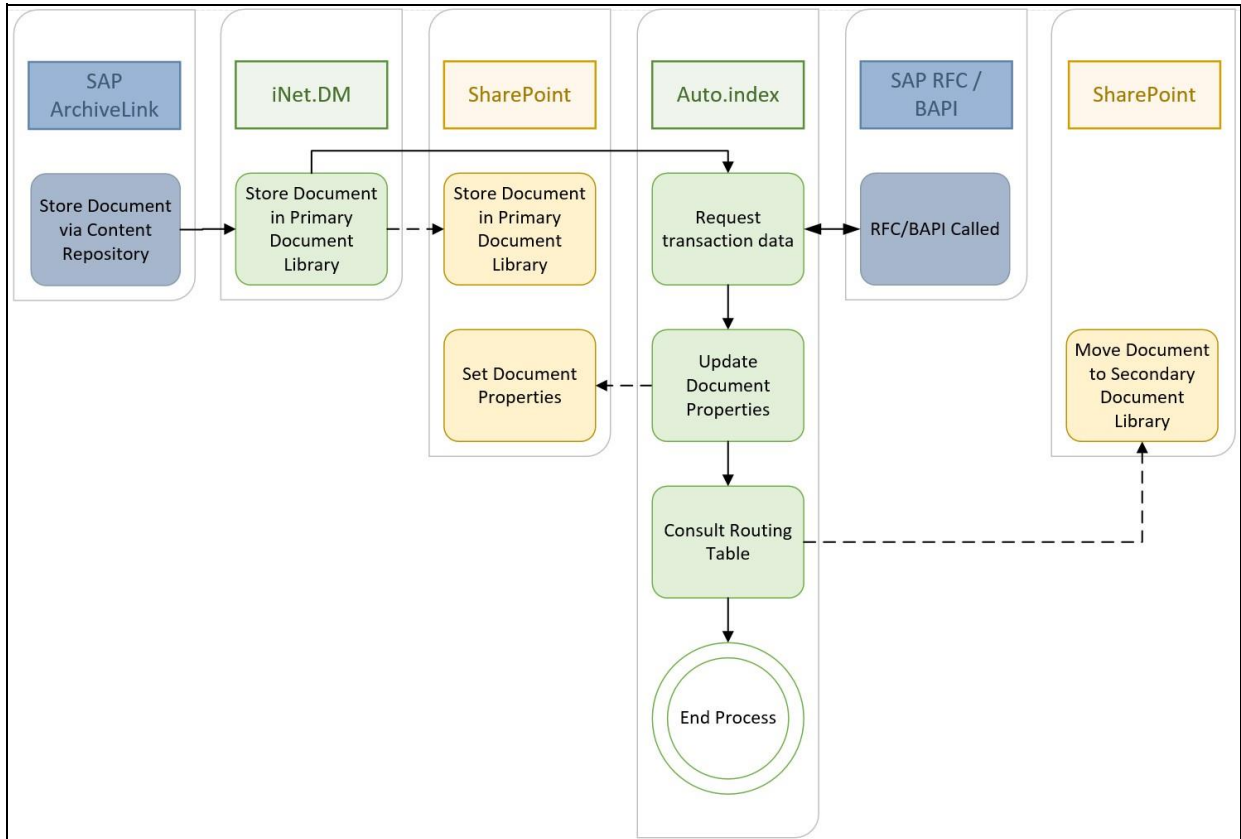 SAP
ArchiveLink
iNet.DM
SharePoint
Auto.index
SAP RFC /
BAPI
SharePoint
Store Document
via Content
Repository
Store Document
in Primary
Document
Library
Store Document
in Primary
Document
Library
Request
transaction data
RFC/BAPI Called
Set Document
Properties
Update
Document
Properties
Move Document
to Secondary
Document
Library
Consult Routing
Table
End Process